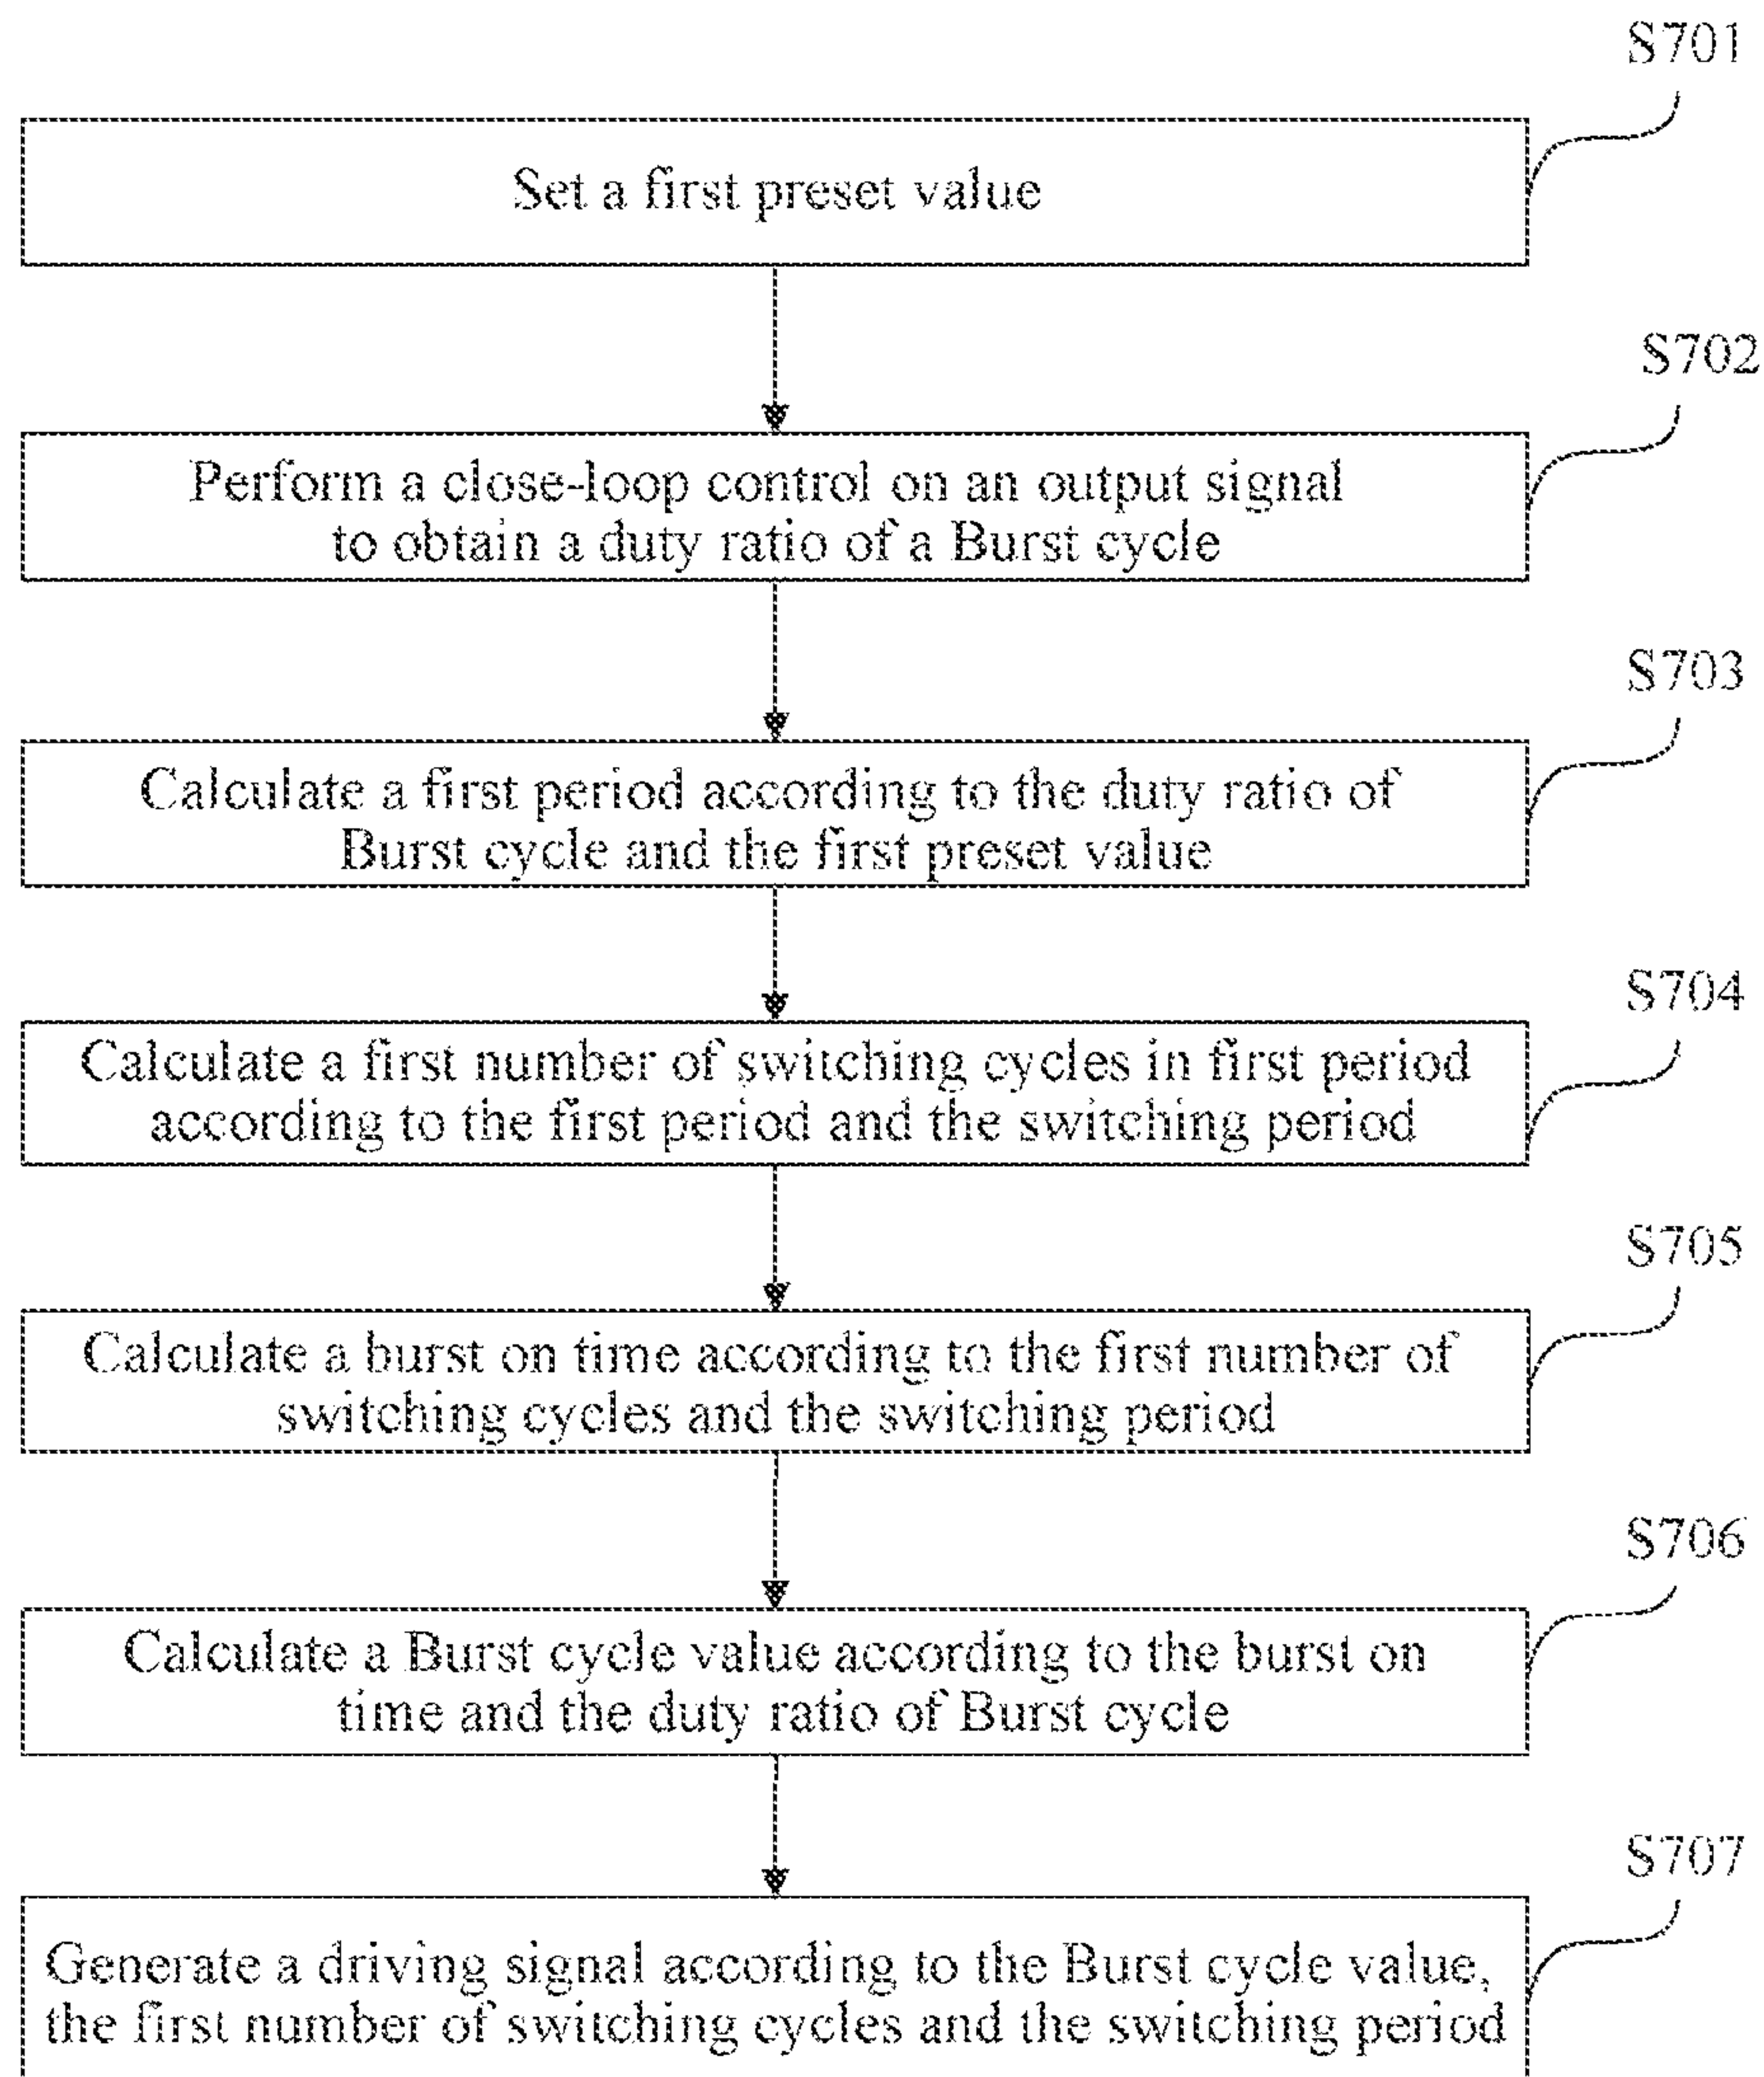 S701
Set a first preset value
S702
Perform a close-loop control on an output signal
to obtain a duty ratio of a Burst cycle
S703
Calculate a first period according to the duty ratio of
Burst cycle and the first preset value
S704
Calculate a first number of switching cycles in first period
according to the first period and the switching period
S705
Calculate a burst on time according to the first number of
switching cycles and the switching period
S706
Calculate a Burst cycle value according to the burst on
time and the duty ratio of Burst cycle
S707
Generate a driving signal according to the Burst cycle value,
the first number of switching cycles and the switching period